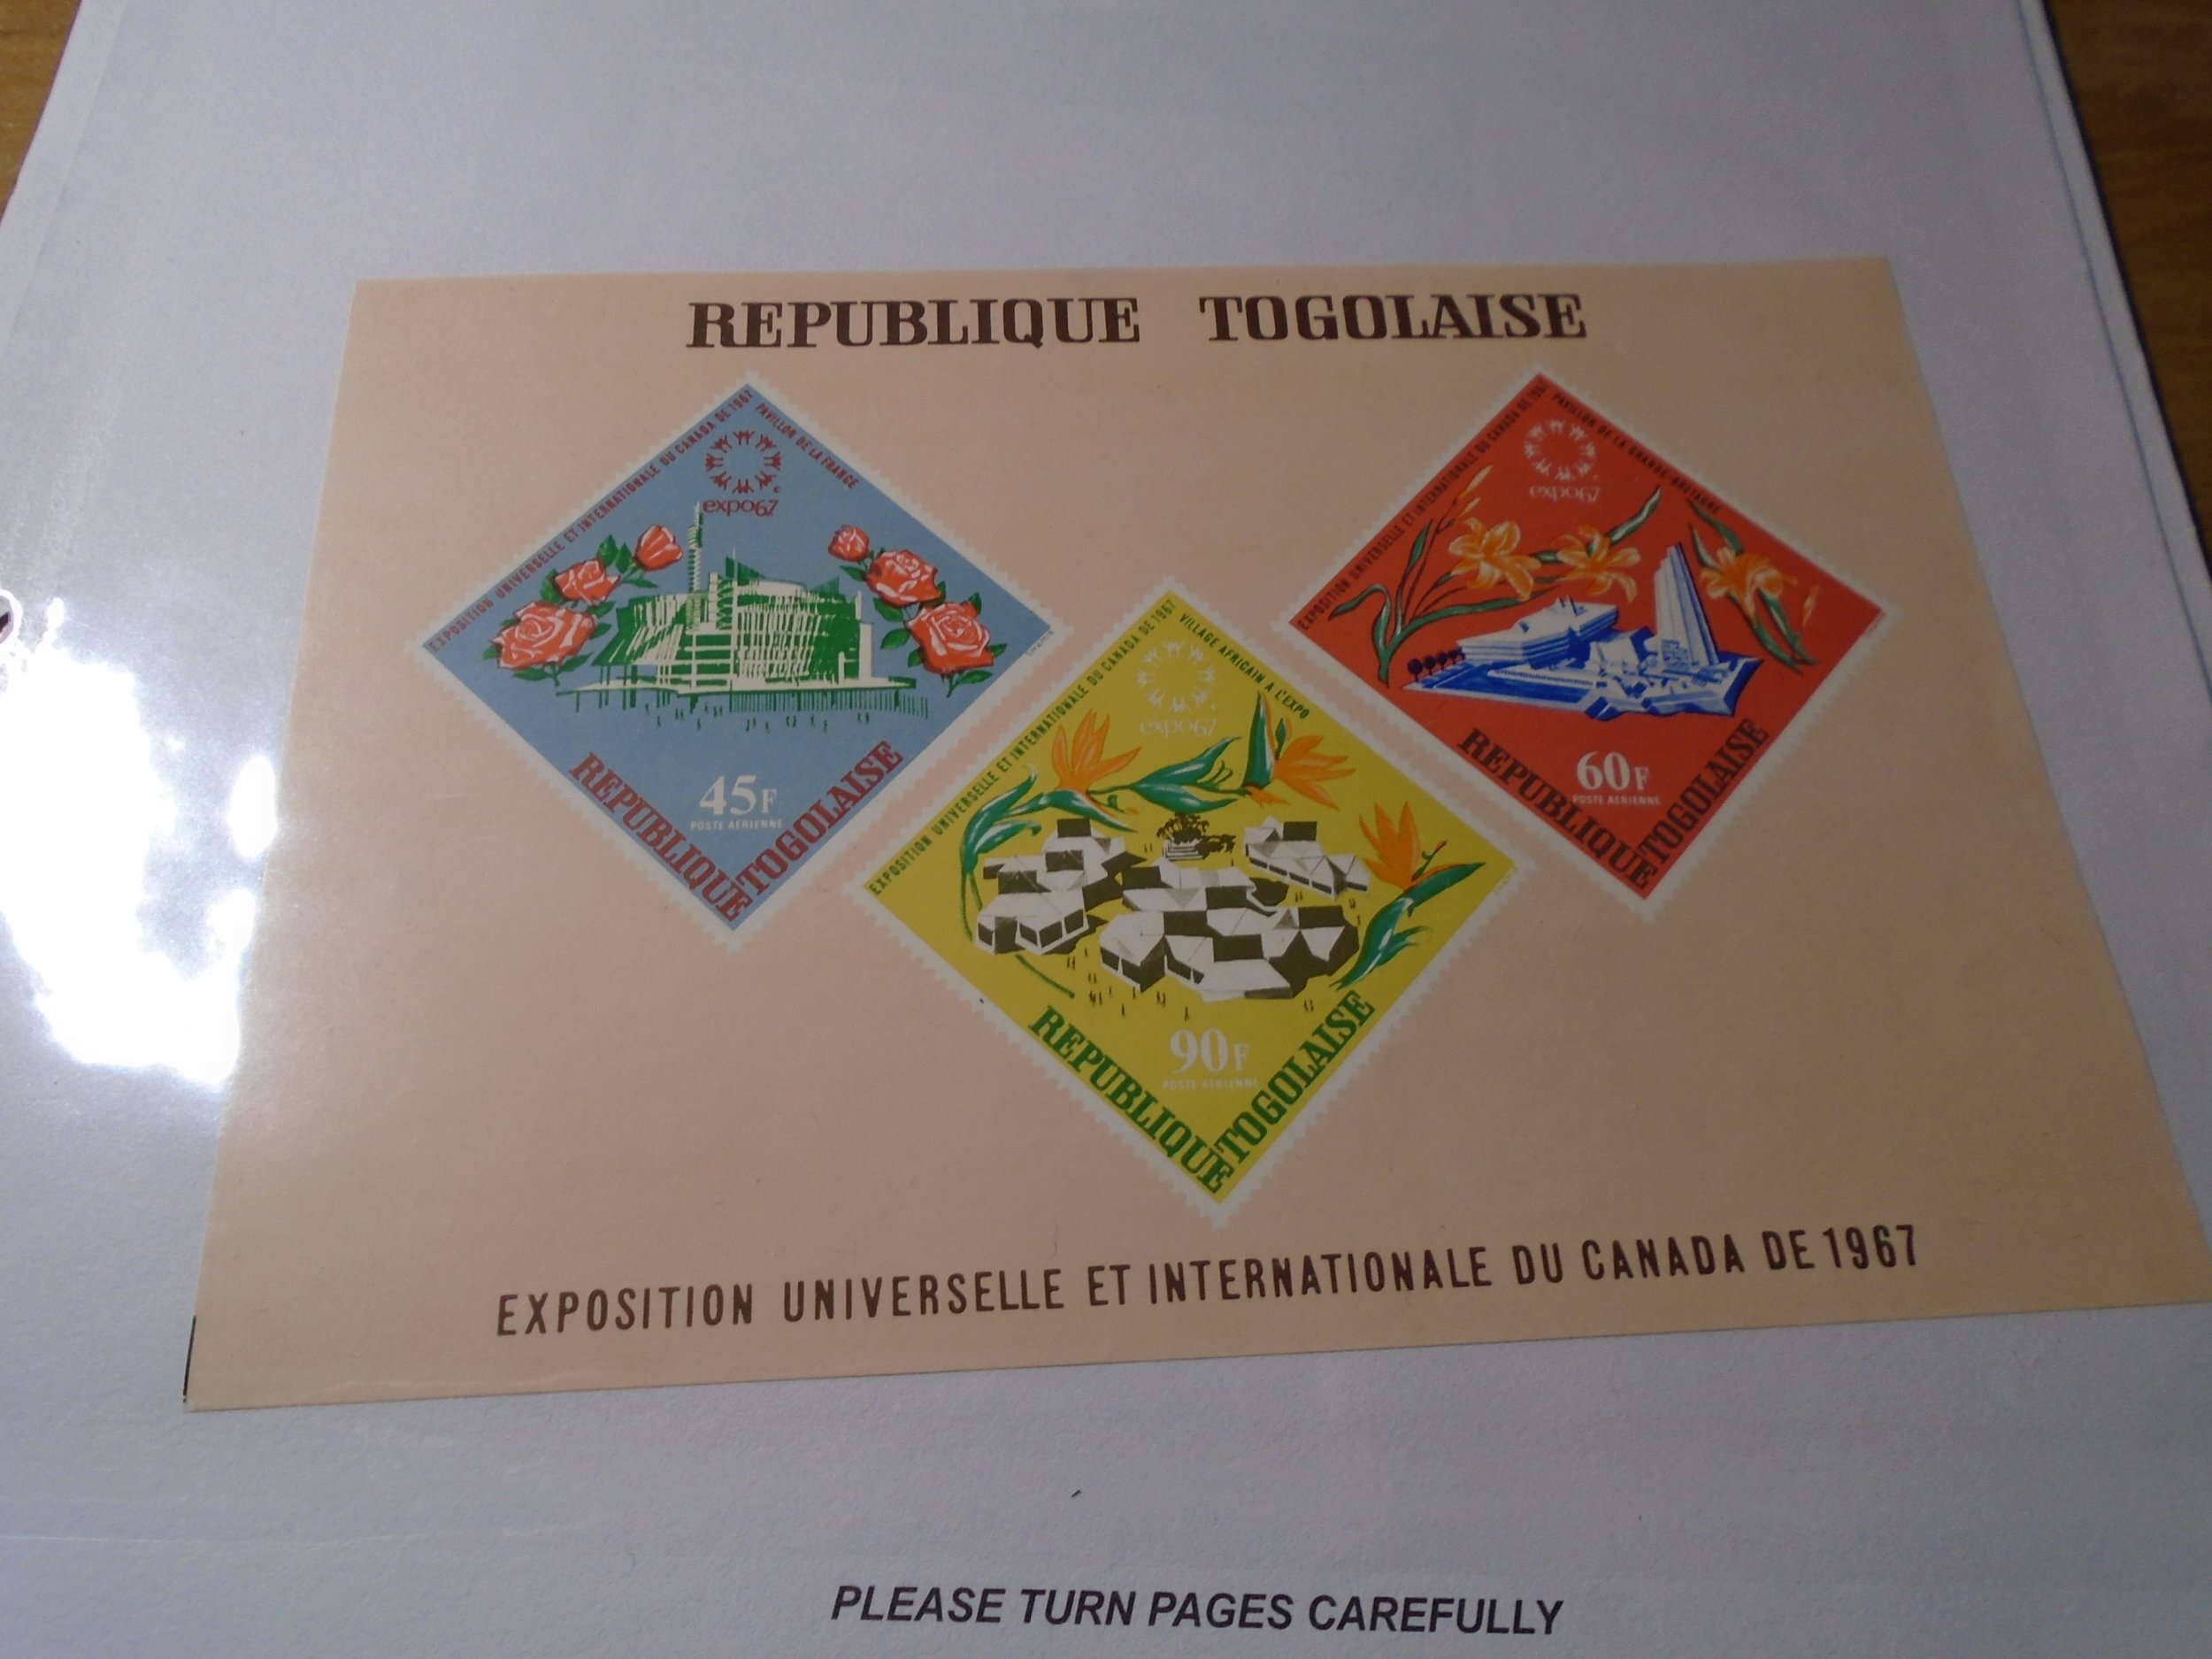 REPUBLIQUE TOGOLAISE
EXPOSITION UNIVERSELLE ET INTERNATIONALE DU CANADA DE 1967
PAVILLON DE LA FRANCE
expo67
45F
POSTE AERIENNE
REPUBLIQUE TOGOLAISE
EXPOSITION UNIVERSELLE ET INTERNATIONALE DU CANADA DE 1967
PAVILLON DE LA GRANDE-BRETAGNE
expo67
60F
POSTE AERIENNE
REPUBLIQUE TOGOLAISE
EXPOSITION UNIVERSELLE ET INTERNATIONALE DU CANADA DE 1967
VILLAGE AFRICAIN A L'EXPO
expo67
90F
POSTE AERIENNE
REPUBLIQUE TOGOLAISE
EXPOSITION UNIVERSELLE ET INTERNATIONALE DU CANADA DE 1967
PLEASE TURN PAGES CAREFULLY